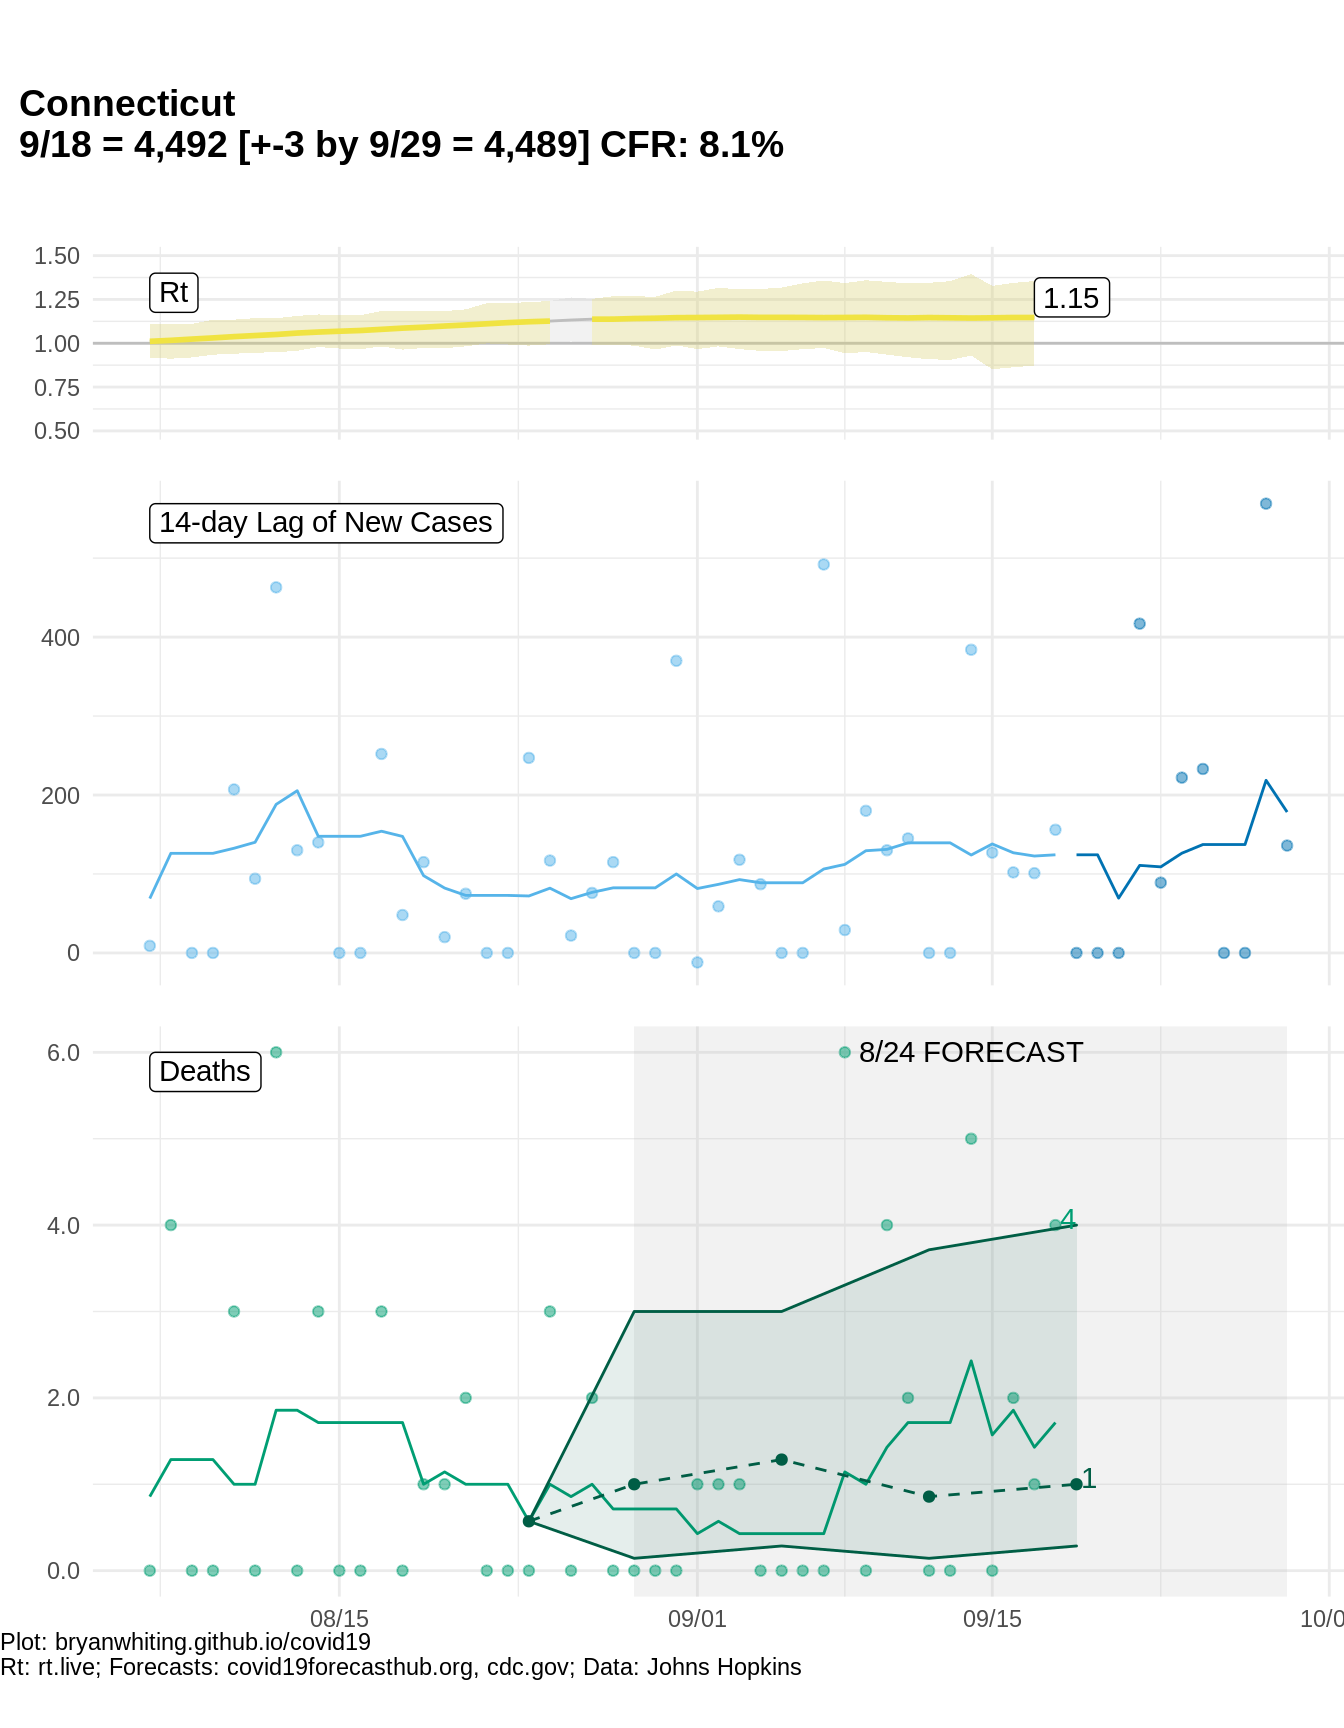 Connecticut
9/18 = 4,492 [+-3 by 9/29 = 4,489] CFR: 8.1%
1.50
Rt
1.25
1.15
1.00
0.75
0.50
14-day Lag of New Cases
400
200
0
6.0
Deaths
8/24 FORECAST
4.0
4
2.0
1
0.0
08/15
09/01
09/15
10/0
Plot: bryanwhiting.github.io/covid19
Rt: rt.live; Forecasts: covid19forecasthub.org, cdc.gov; Data: Johns Hopkins